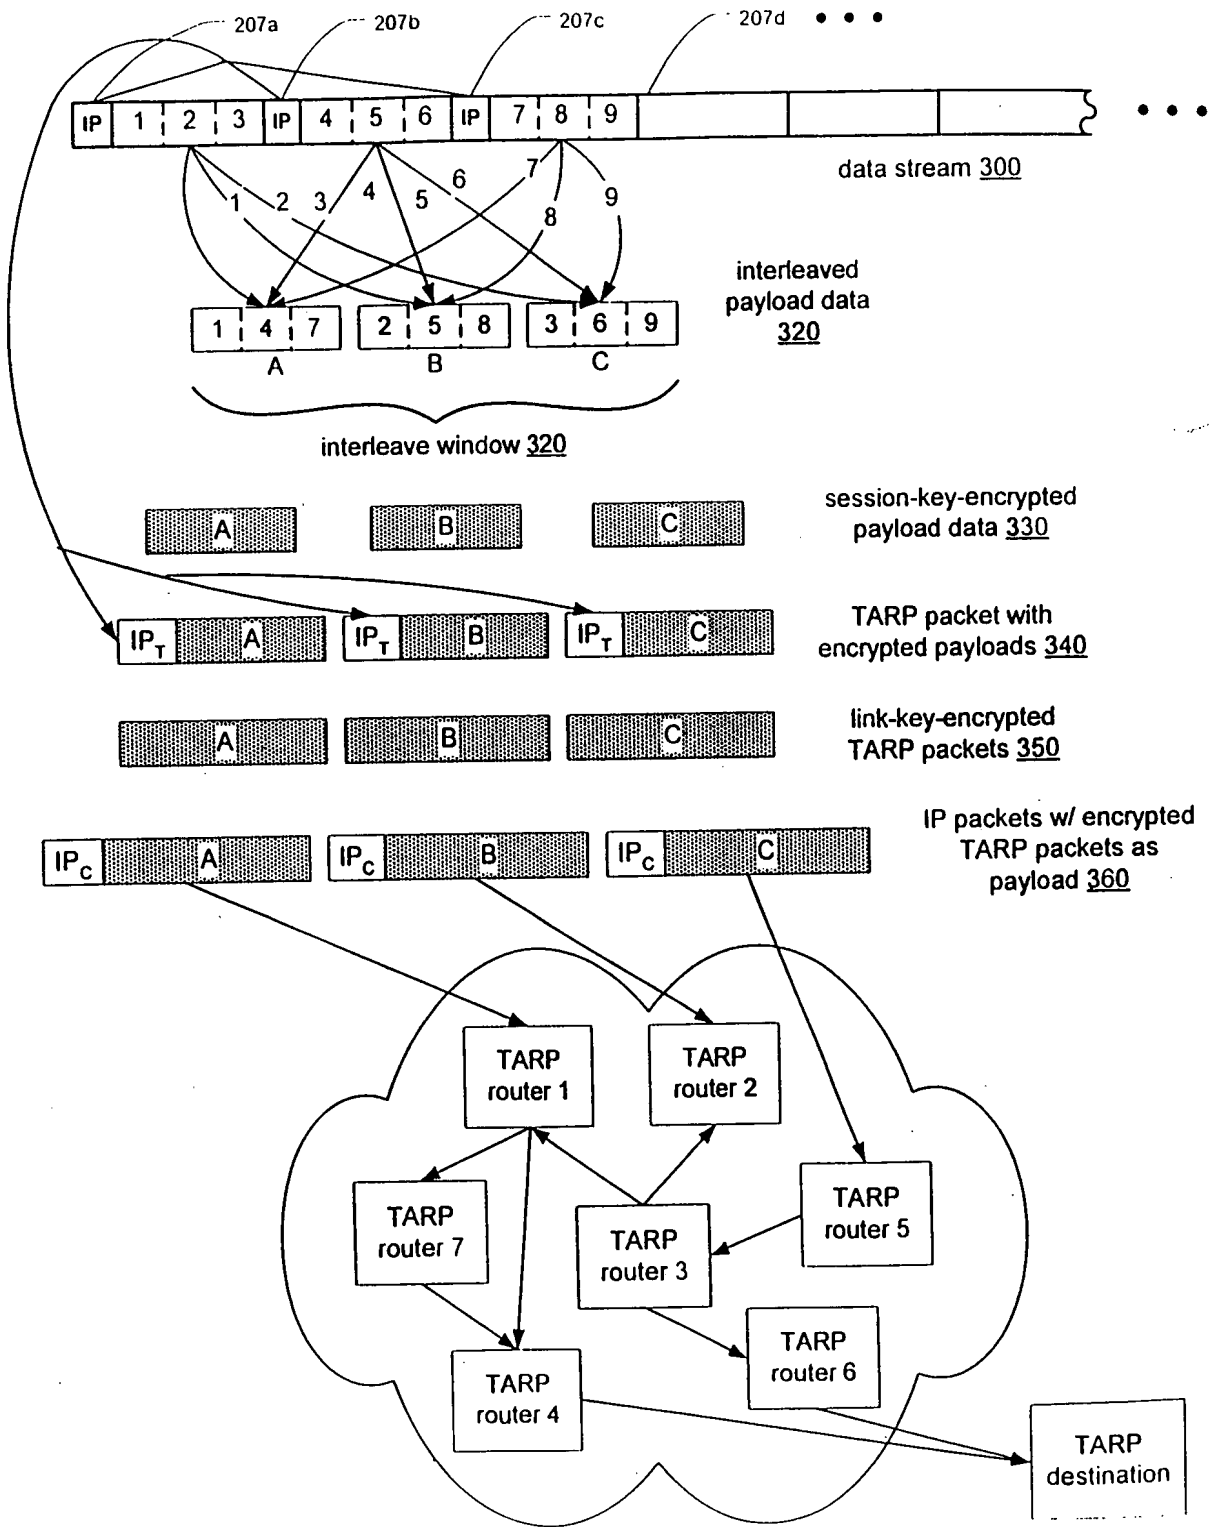 207a 207b 207c 207d • • •
IP 1 2 3 IP 4 5 6 IP 7 8 9 • • •
data stream 300
1 2 3 4 5 6 7 8 9
interleaved
payload data
320
1 4 7 2 5 8 3 6 9
A B C
interleave window 320
session-key-encrypted
payload data 330
A B C
TARP packet with
encrypted payloads 340
IPT A IPT B IPT C
link-key-encrypted
TARP packets 350
A B C
IP packets w/ encrypted
TARP packets as
payload 360
IPC A IPC B IPC C
TARP
router 1
TARP
router 2
TARP
router 7
TARP
router 3
TARP
router 5
TARP
router 4
TARP
router 6
TARP
destination